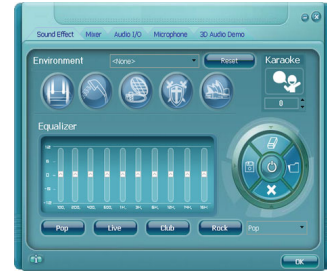 Sound Effect Mixer Audio I/O Microphone 3D Audio Demo
Environment <None> Reset Karaoke
0
Equalizer
Pop Live Club Rock Pop
OK